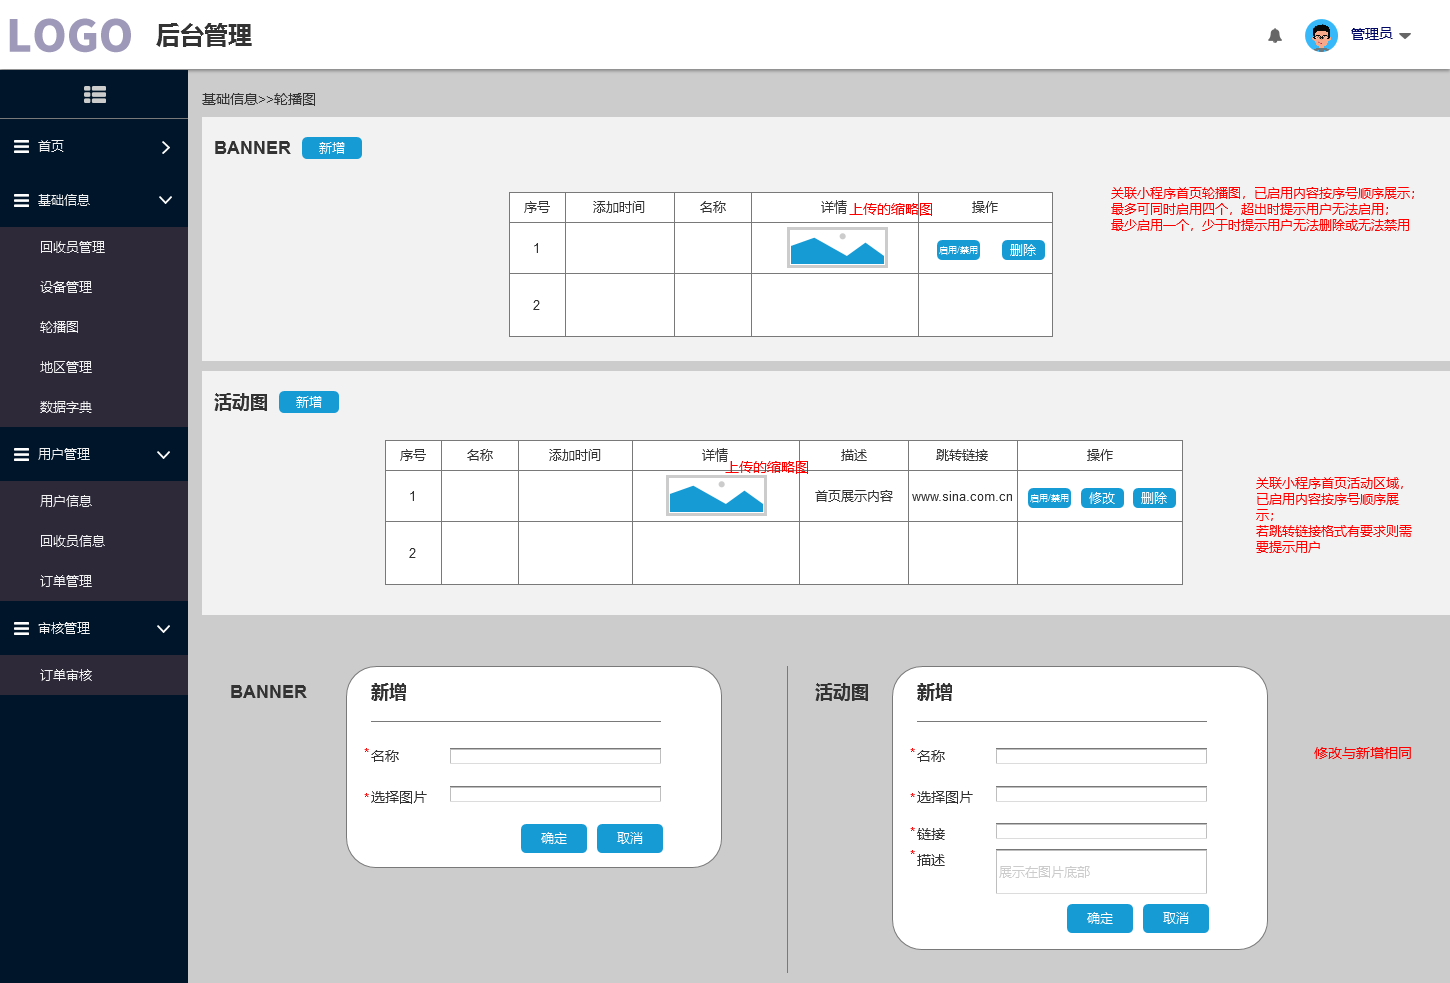 LOGO
后台管理
管理员
首页
基础信息
回收员管理
设备管理
轮播图
地区管理
数据字典
用户管理
用户信息
回收员信息
订单管理
审核管理
订单审核
基础信息>>轮播图
BANNER 新增
序号 添加时间 名称 详情 操作
上传的缩略图
1 启用/禁用 删除
2
关联小程序首页轮播图，已启用内容按序号顺序展示；
最多可同时启用四个，超出时提示用户无法启用；
最少启用一个，少于时提示用户无法删除或无法禁用
活动图 新增
序号 名称 添加时间 详情 描述 跳转链接 操作
上传的缩略图
1 首页展示内容 www.sina.com.cn 启用/禁用 修改 删除
2
关联小程序首页活动区域，
已启用内容按序号顺序展
示；
若跳转链接格式有要求则需
要提示用户
BANNER
新增
*名称
*选择图片
确定 取消
活动图
新增
*名称
*选择图片
*链接
*描述
展示在图片底部
确定 取消
修改与新增相同